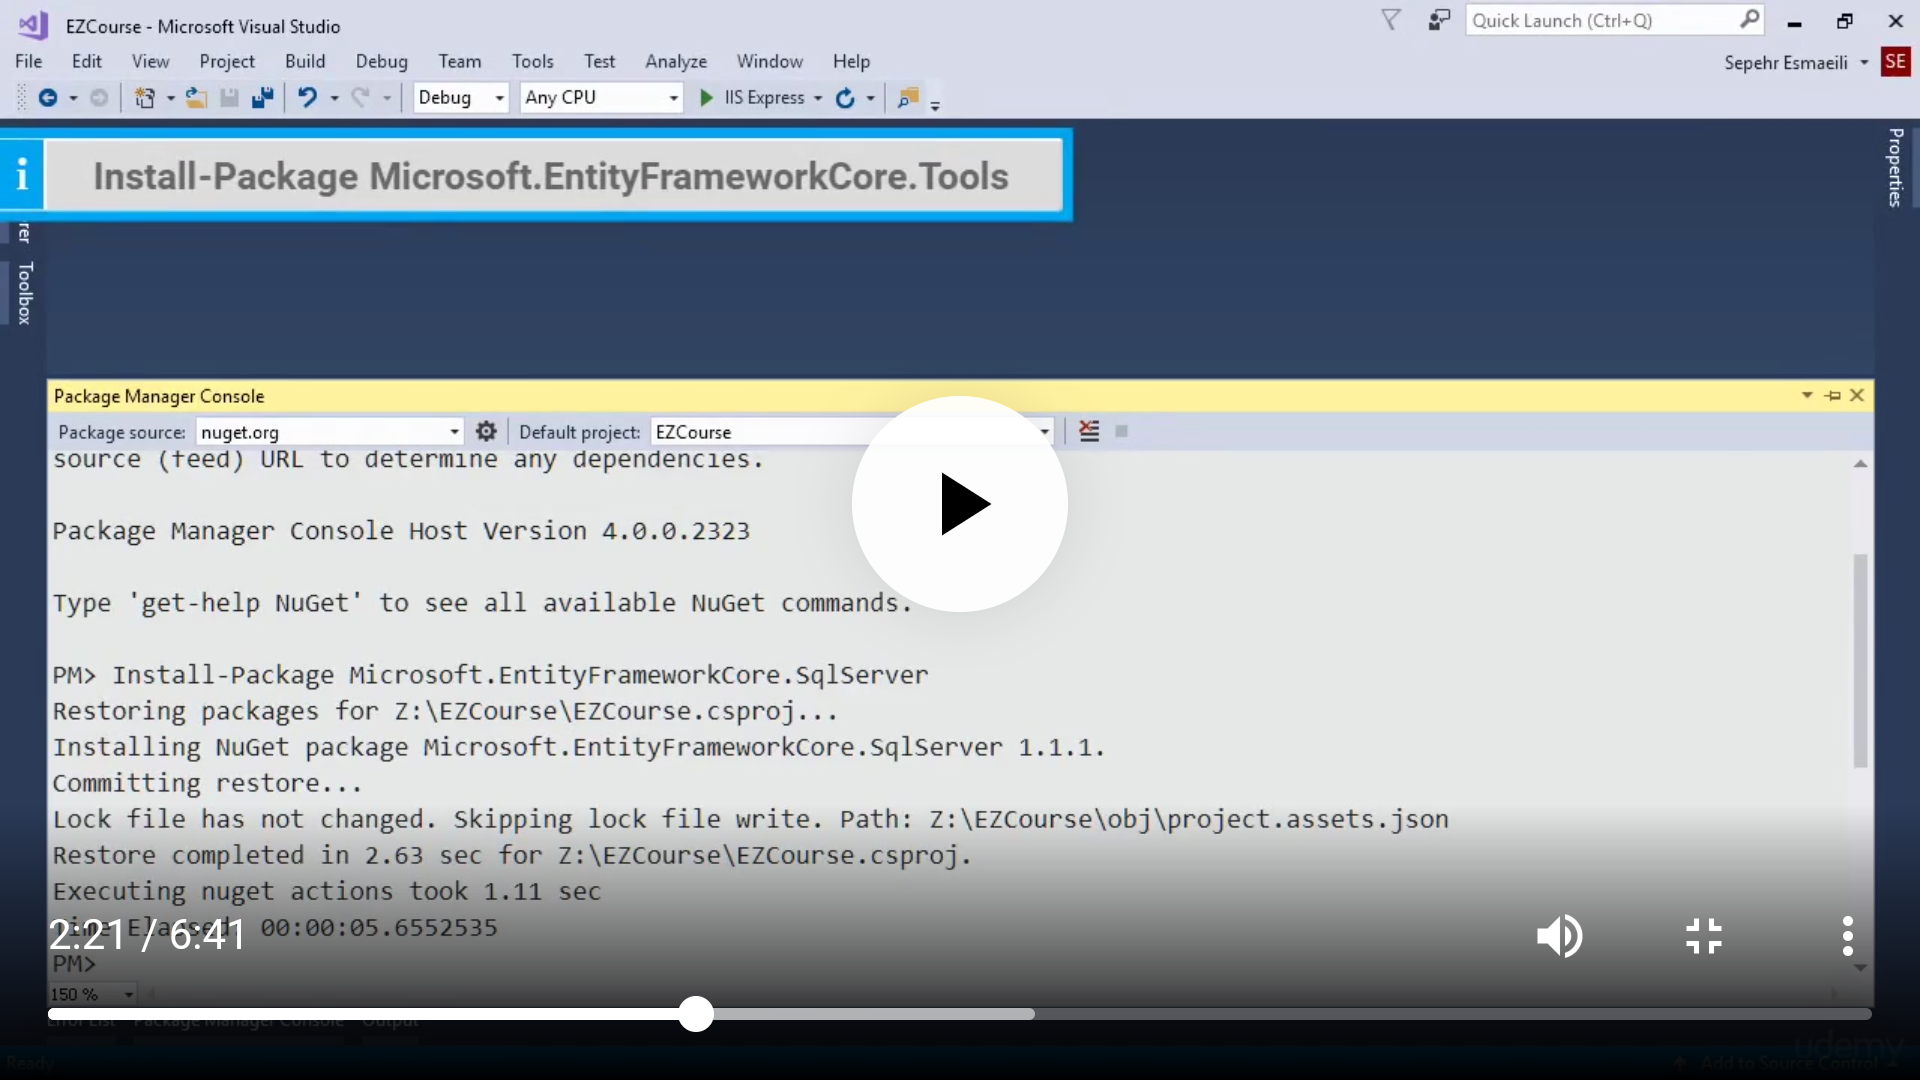 EZCourse - Microsoft Visual Studio
Quick Launch (Ctrl+Q)
File Edit View Project Build Debug Team Tools Test Analyze Window Help
Sepehr Esmaeili SE
Debug Any CPU IIS Express
i Install-Package Microsoft.EntityFrameworkCore.Tools
Properties
rer
Toolbox
Package Manager Console
Package source: nuget.org Default project: EZCourse
source (feed) URL to determine any dependencies.
Package Manager Console Host Version 4.0.0.2323
Type 'get-help NuGet' to see all available NuGet commands.
PM> Install-Package Microsoft.EntityFrameworkCore.SqlServer
Restoring packages for Z:\EZCourse\EZCourse.csproj...
Installing NuGet package Microsoft.EntityFrameworkCore.SqlServer 1.1.1.
Committing restore...
Lock file has not changed. Skipping lock file write. Path: Z:\EZCourse\obj\project.assets.json
Restore completed in 2.63 sec for Z:\EZCourse\EZCourse.csproj.
Executing nuget actions took 1.11 sec
Time Elapsed: 00:00:05.6552535
2:21 / 6:41
PM>
150 %
Error List Package Manager Console Output
Ready
Add to Source Control
udemy